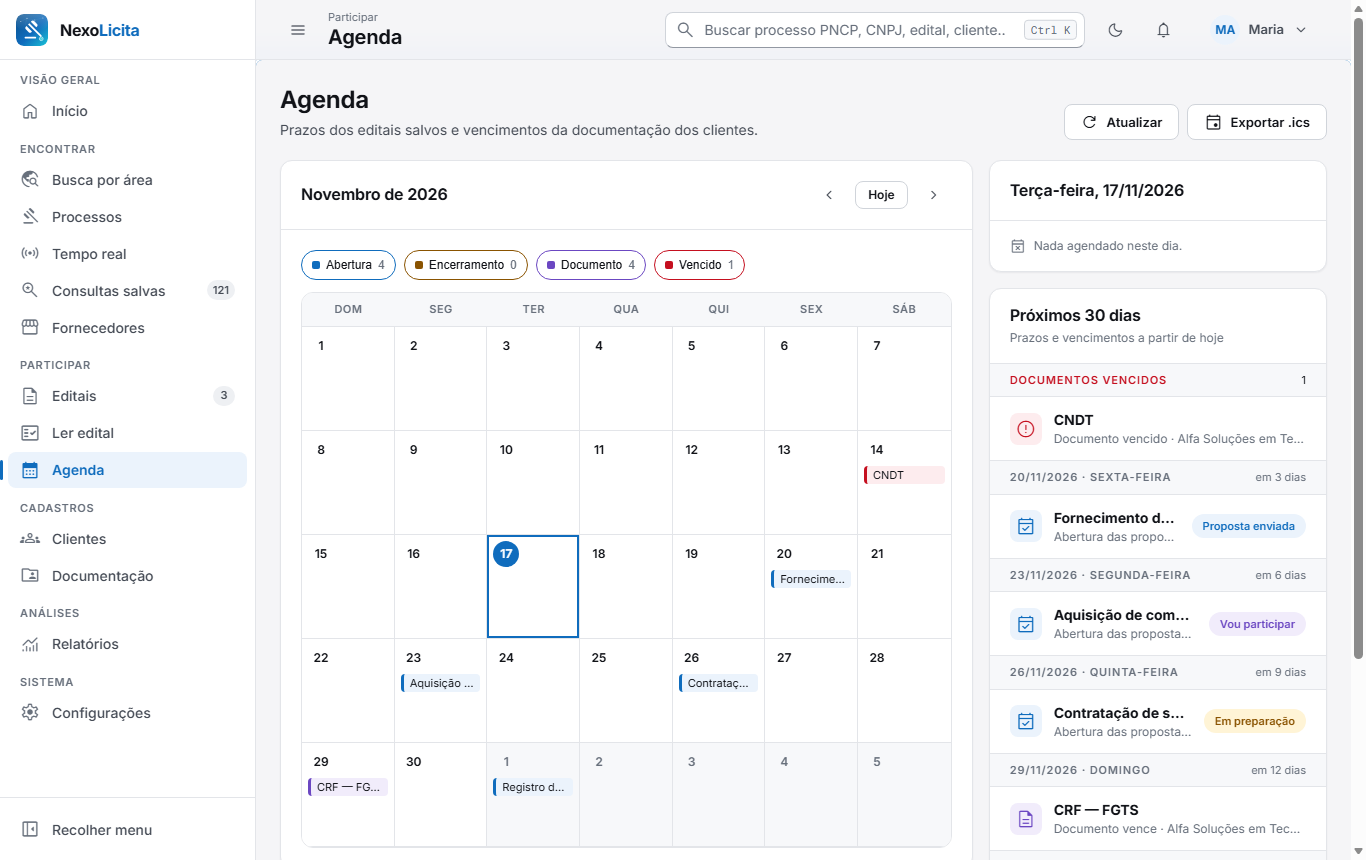 NexoLicita
Participar
Agenda
Buscar processo PNCP, CNPJ, edital, cliente..
Ctrl K
MA Maria
VISÃO GERAL
Início
ENCONTRAR
Busca por área
Processos
Tempo real
Consultas salvas 121
Fornecedores
PARTICIPAR
Editais 3
Ler edital
Agenda
CADASTROS
Clientes
Documentação
ANÁLISES
Relatórios
SISTEMA
Configurações
Recolher menu
Agenda
Prazos dos editais salvos e vencimentos da documentação dos clientes.
Atualizar
Exportar .ics
Novembro de 2026
Hoje
Abertura 4
Encerramento 0
Documento 4
Vencido 1
DOM SEG TER QUA QUI SEX SÁB
1 2 3 4 5 6 7
8 9 10 11 12 13 14
CNDT
15 16 17 18 19 20 21
Fornecime...
22 23 24 25 26 27 28
Aquisição ... Contrataç...
29 30 1 2 3 4 5
CRF — FG... Registro d...
Terça-feira, 17/11/2026
Nada agendado neste dia.
Próximos 30 dias
Prazos e vencimentos a partir de hoje
DOCUMENTOS VENCIDOS 1
CNDT
Documento vencido · Alfa Soluções em Te...
20/11/2026 · SEXTA-FEIRA em 3 dias
Fornecimento d...
Abertura das propo...
Proposta enviada
23/11/2026 · SEGUNDA-FEIRA em 6 dias
Aquisição de com...
Abertura das proposta...
Vou participar
26/11/2026 · QUINTA-FEIRA em 9 dias
Contratação de s...
Abertura das proposta...
Em preparação
29/11/2026 · DOMINGO em 12 dias
CRF — FGTS
Documento vence · Alfa Soluções em Tec...